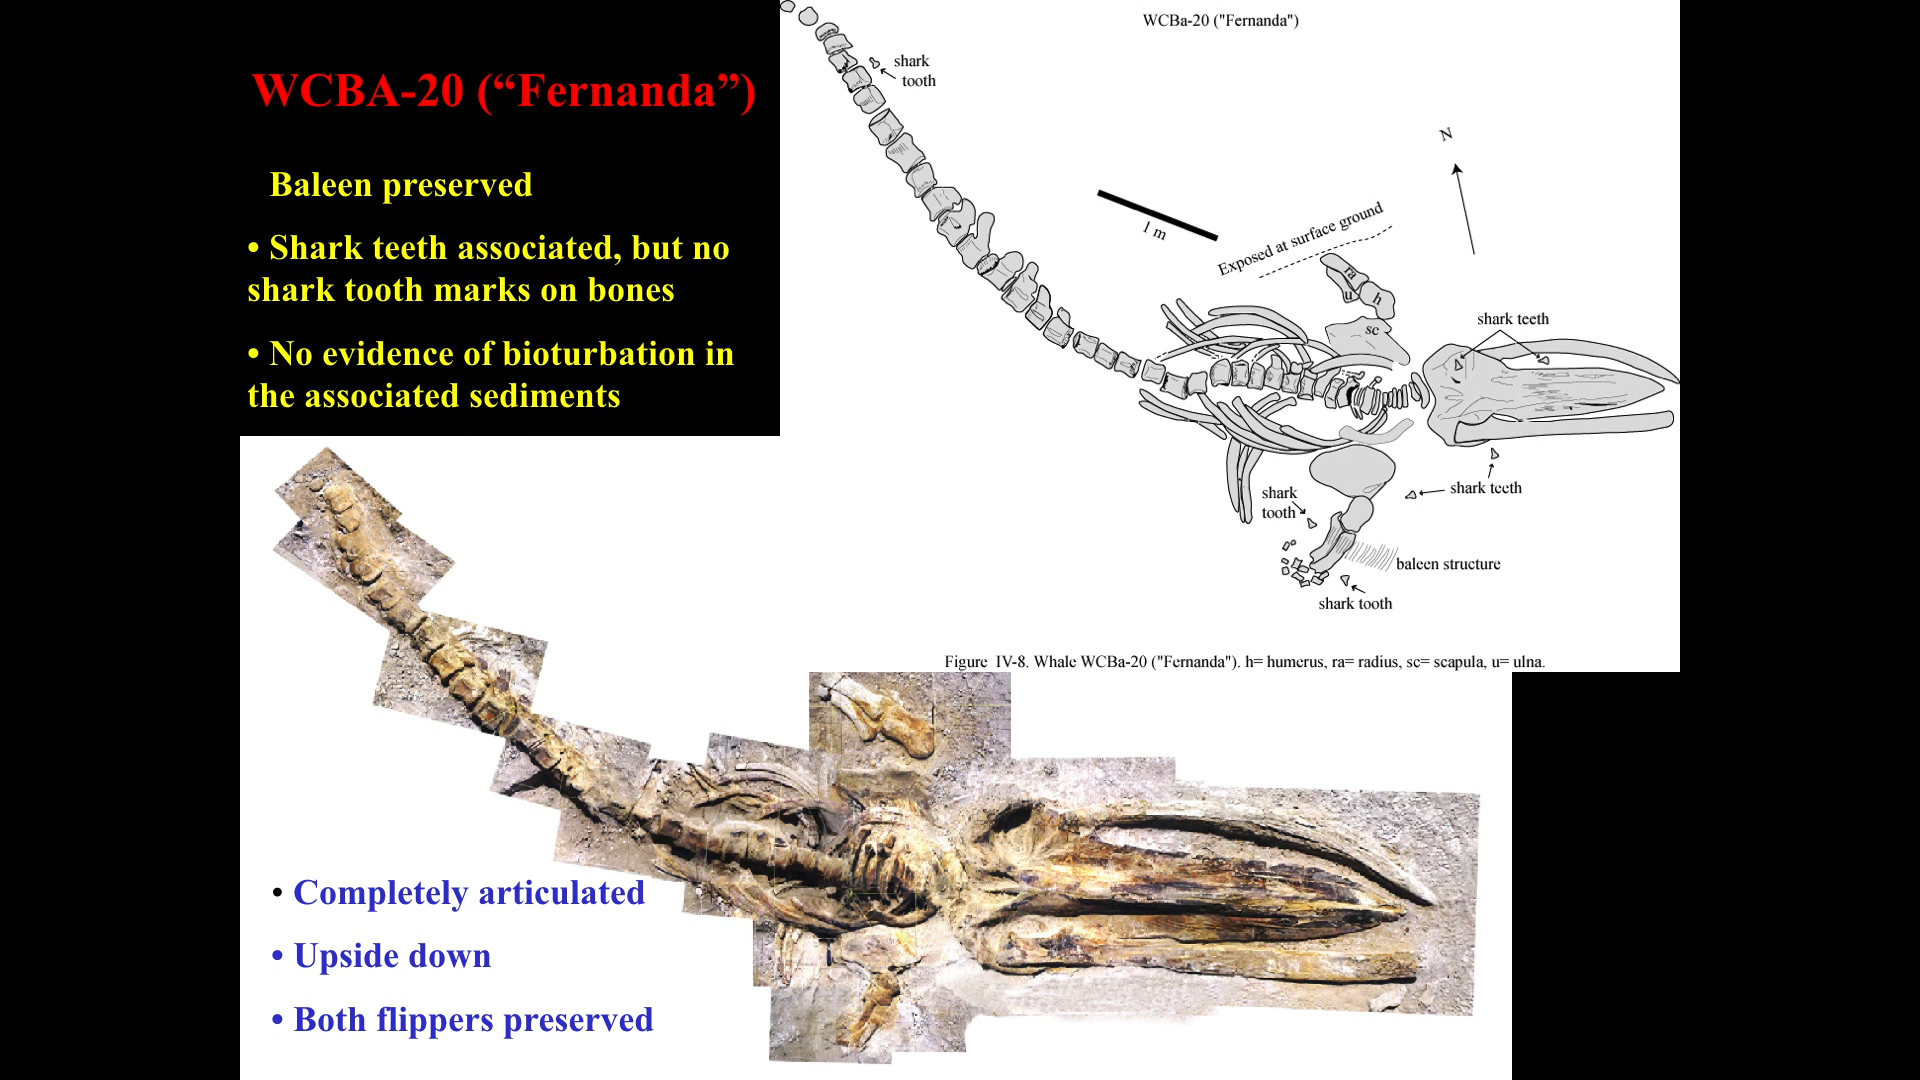 WCBA-20 (“Fernanda”)
Baleen preserved
• Shark teeth associated, but no
shark tooth marks on bones
• No evidence of bioturbation in
the associated sediments
WCBa-20 ("Fernanda")
shark
tooth
N
1 m
Exposed at surface ground
ra
u
h
sc
shark teeth
shark teeth
shark
tooth
baleen structure
shark tooth
Figure IV-8. Whale WCBa-20 ("Fernanda"). h= humerus, ra= radius, sc= scapula, u= ulna.
• Completely articulated
• Upside down
• Both flippers preserved